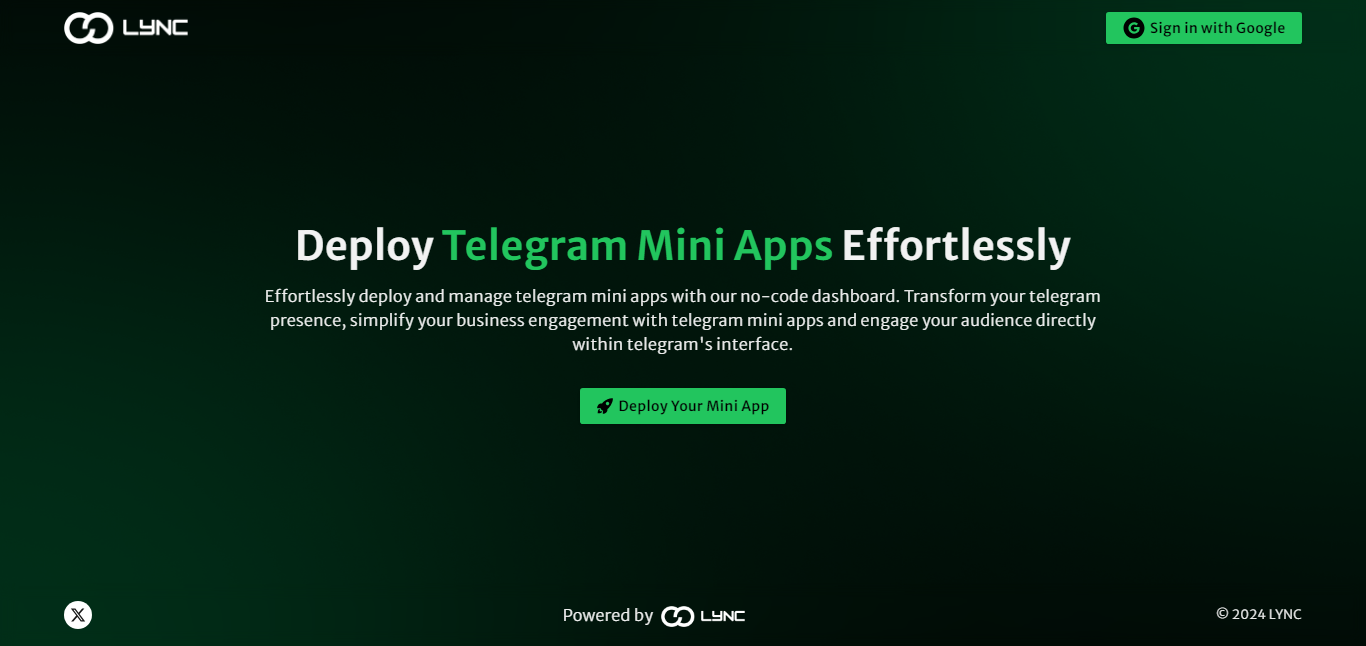 LYNC
Sign in with Google
Deploy Telegram Mini Apps Effortlessly
Effortlessly deploy and manage telegram mini apps with our no-code dashboard. Transform your telegram
presence, simplify your business engagement with telegram mini apps and engage your audience directly
within telegram's interface.
Deploy Your Mini App
Powered by LYNC
© 2024 LYNC